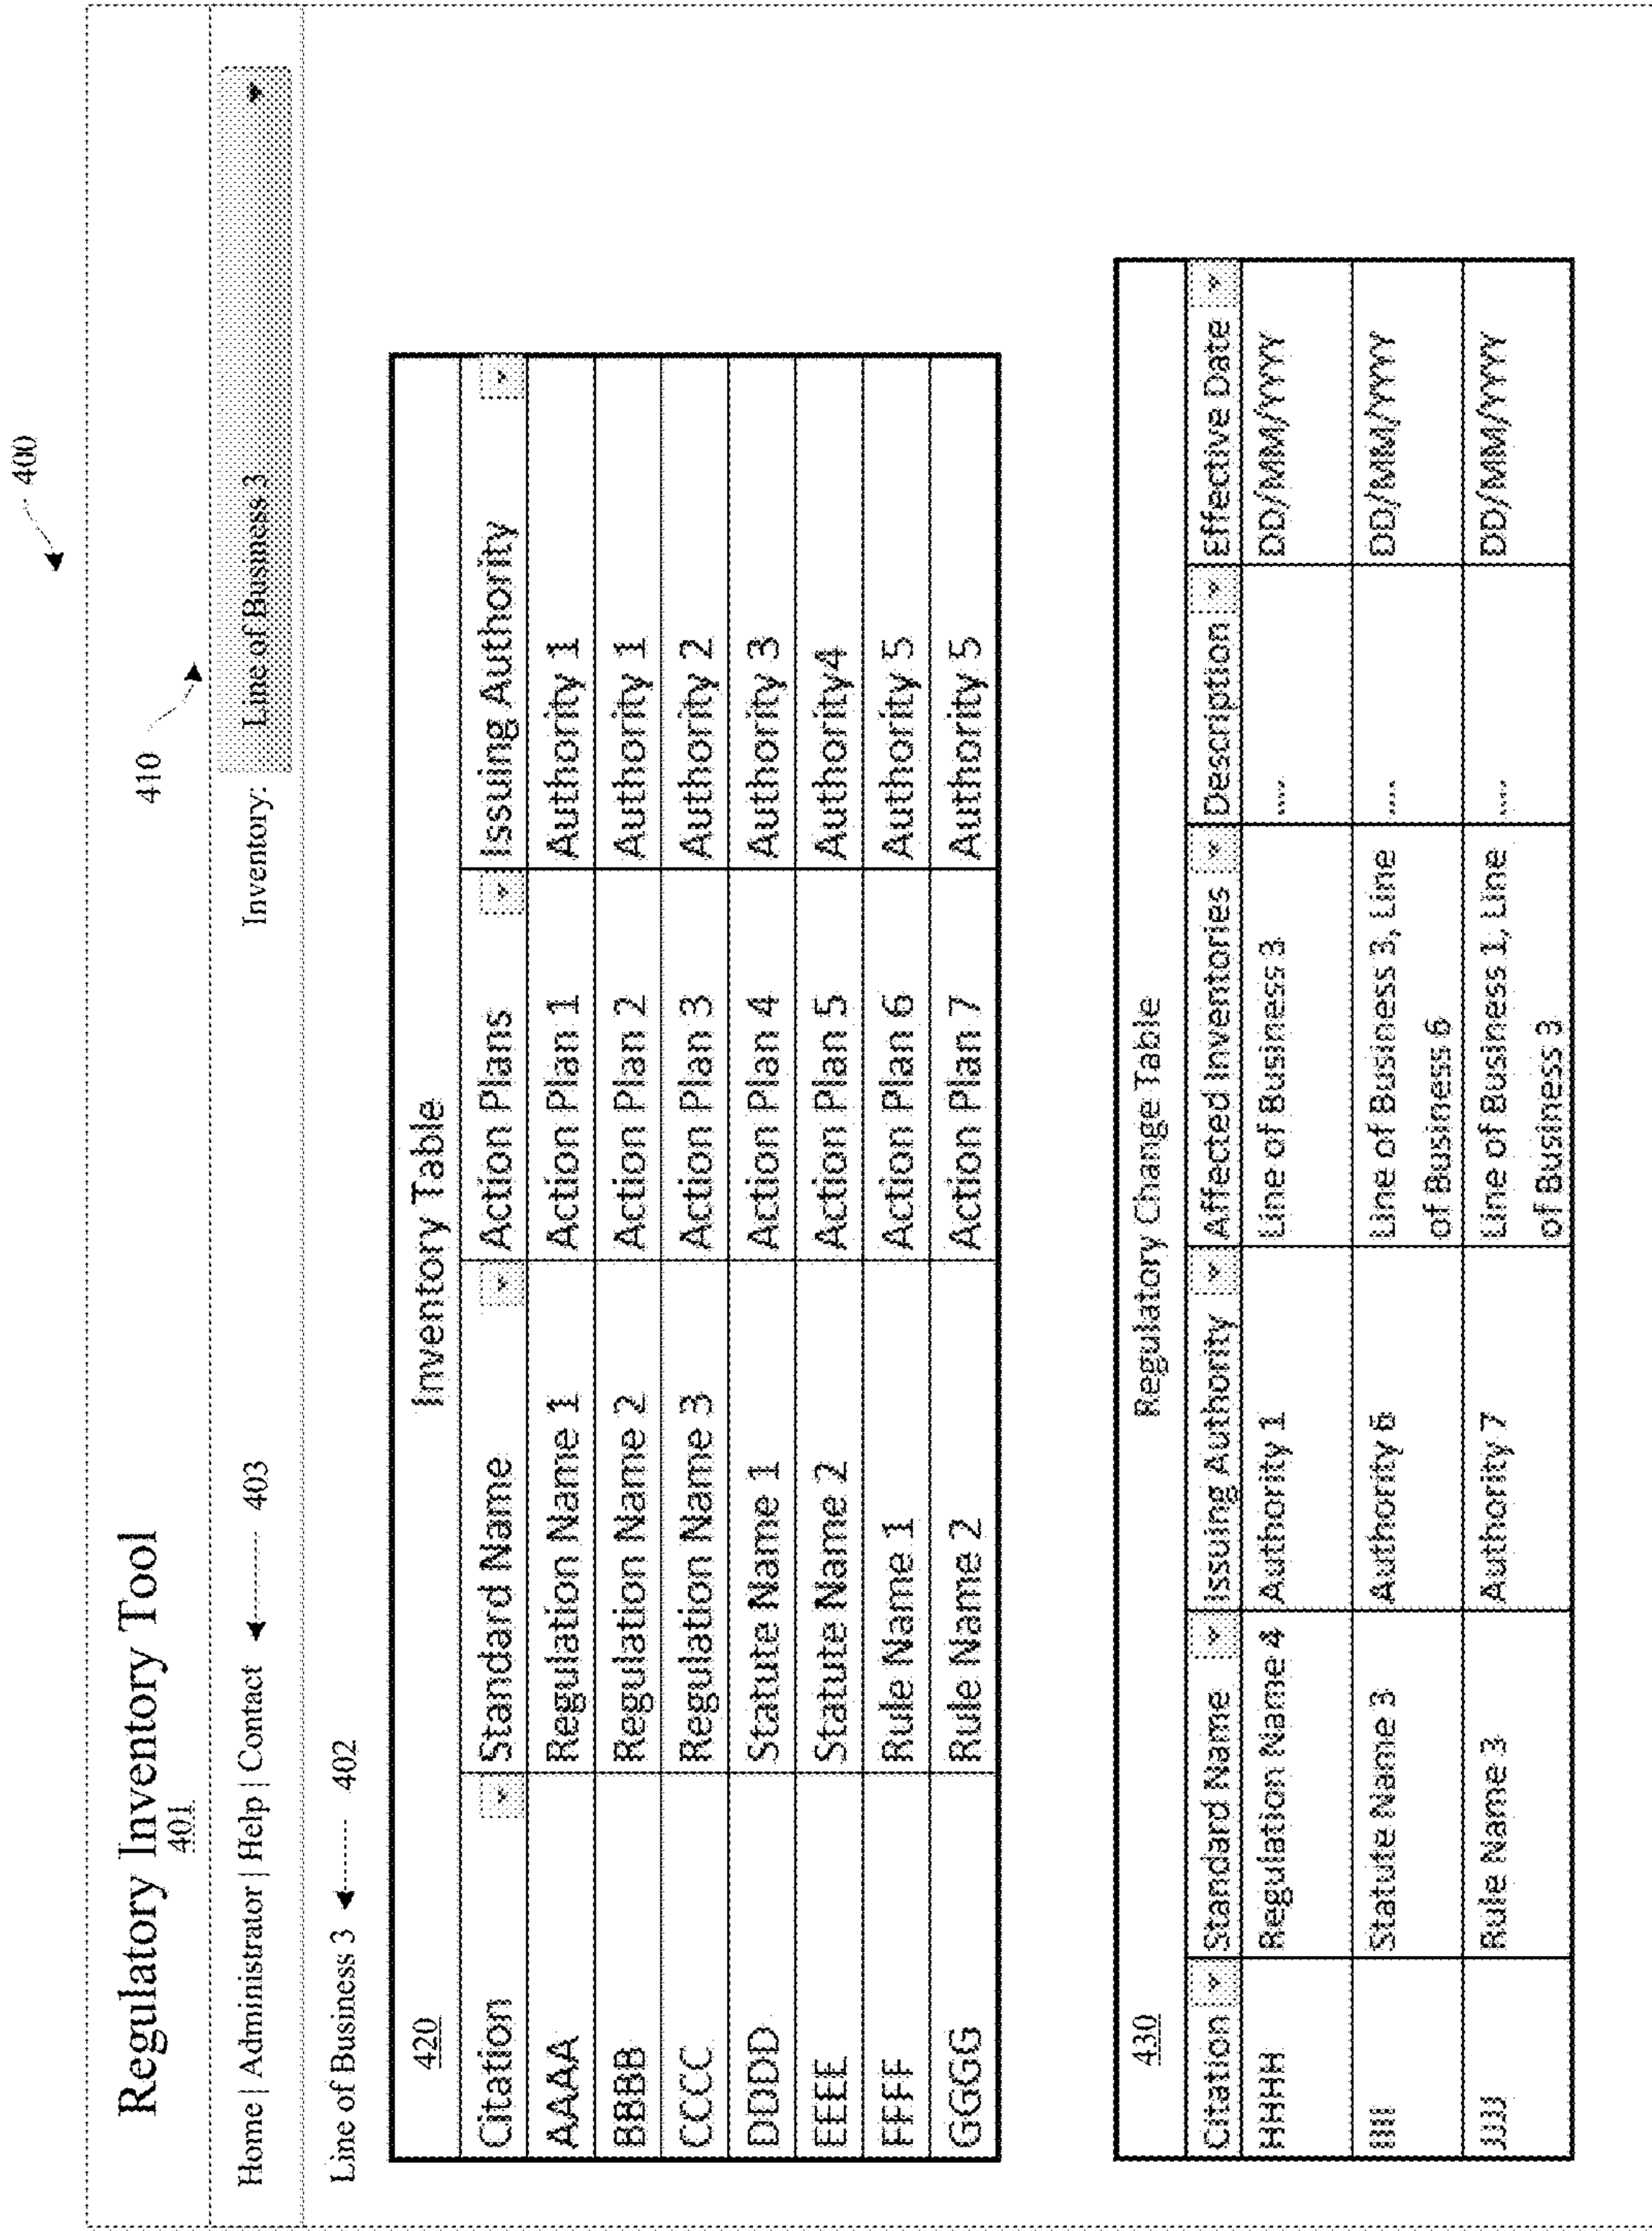 400
Regulatory Inventory Tool
401
410
Home | Administrator | Help | Contact 403 Inventory: Line of Business 3
Line of Business 3 402
420 Inventory Table
Citation Standard Name Action Plans Issuing Authority
AAAA Regulation Name 1 Action Plan 1 Authority 1
BBBB Regulation Name 2 Action Plan 2 Authority 1
CCCC Regulation Name 3 Action Plan 3 Authority 2
DDDD Statute Name 1 Action Plan 4 Authority 3
EEEE Statute Name 2 Action Plan 5 Authority4
FFFF Rule Name 1 Action Plan 6 Authority 5
GGGG Rule Name 2 Action Plan 7 Authority 5
430 Regulatory Change Table
Citation Standard Name Issuing Authority Affected Inventories Description Effective Date
HHHH Regulation Name 4 Authority 1 Line of Business 3 .... DD/MM/YYYY
IIII Statute Name 3 Authority 6 Line of Business 3, Line .... DD/MM/YYYY
of Business 6
JJJJ Rule Name 3 Authority 7 Line of Business 1, Line .... DD/MM/YYYY
of Business 3